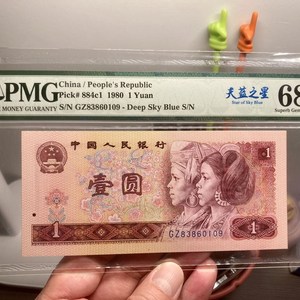 PMG
MONEY GUARANTY
China / People's Republic
Pick# 884c1 1980 1 Yuan
S/N GZ83860109 - Deep Sky Blue S/N
天蓝之星
Star of Sky Blue
68
Superb Gem
中国人民银行
壹圆
1
1
GZ83860109